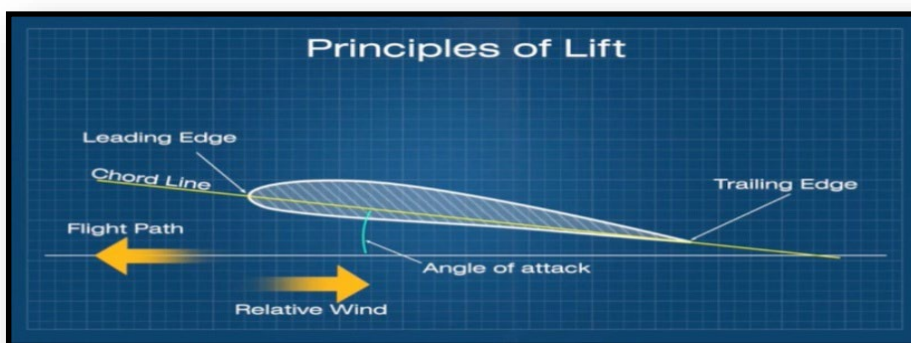 Principles of Lift
Leading Edge
Chord Line
Trailing Edge
Flight Path
Angle of attack
Relative Wind